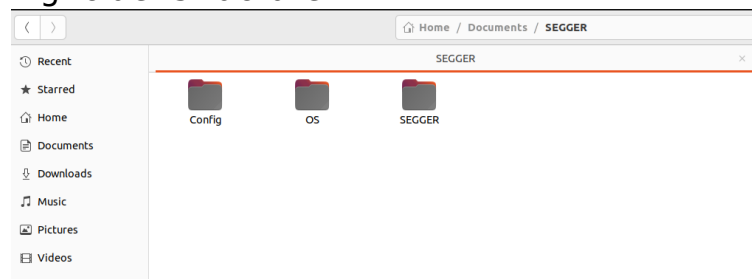 Home / Documents / SEGGER
Recent
SEGGER
Starred
Home
Config OS SEGGER
Documents
Downloads
Music
Pictures
Videos